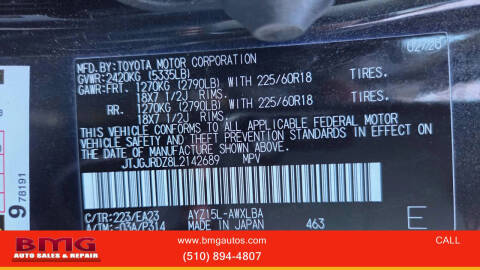 MFD.BY:TOYOTA MOTOR CORPORATION 02/20
GVWR:2420KG (5335LB)
GAWR:FRT. 1270KG (2790LB) WITH 225/60R18 TIRES.
18X7 1/2J RIMS.
RR. 1270KG (2790LB) WITH 225/60R18 TIRES.
18X7 1/2J RIMS.
THIS VEHICLE CONFORMS TO ALL APPLICABLE FEDERAL MOTOR
VEHICLE SAFETY AND THEFT PREVENTION STANDARDS IN EFFECT ON
THE DATE OF MANUFACTURE SHOWN ABOVE.
JTJGJRDZ8L2142689 MPV
978191
C/TR:223/EA23 AYZ15L-AWXLBA
A/TM:-03A/P314 MADE IN JAPAN 463 E
BMG
AUTO SALES & REPAIR
www.bmgautos.com
(510) 894-4807
CALL